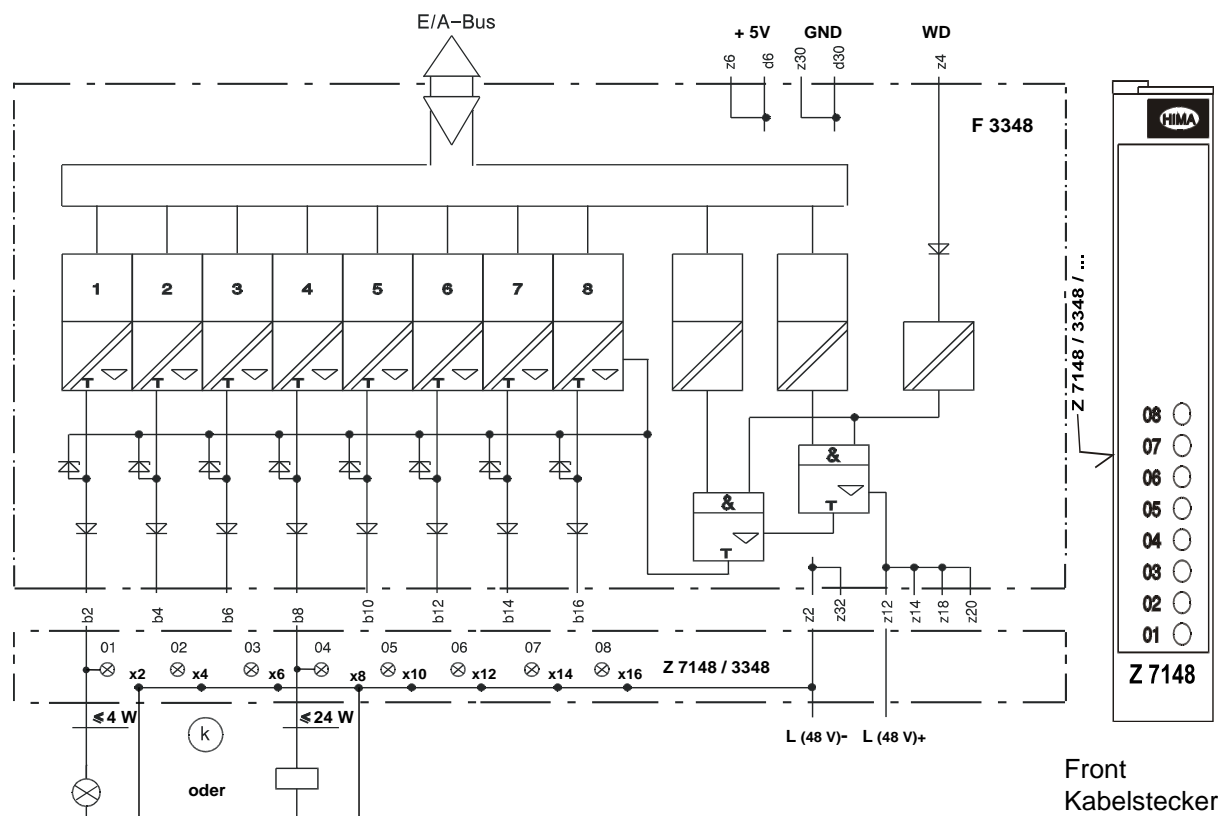 E/A–Bus
+ 5V GND WD
z6 d6 z30 d30 z4
F 3348
HIMA
1 2 3 4 5 6 7 8
Z 7148 / 3348 / ...
T T T T T T T T
&
T
&
T
08
07
06
05
04
03
02
01
Z 7148
b2 b4 b6 b8 b10 b12 b14 b16 z2 z32 z12 z14 z18 z20
01 02 03 04 05 06 07 08
x2 x4 x6 x8 x10 x12 x14 x16
Z 7148 / 3348
≤ 4 W k ≤ 24 W
L (48 V)- L (48 V)+
oder
Front
Kabelstecker